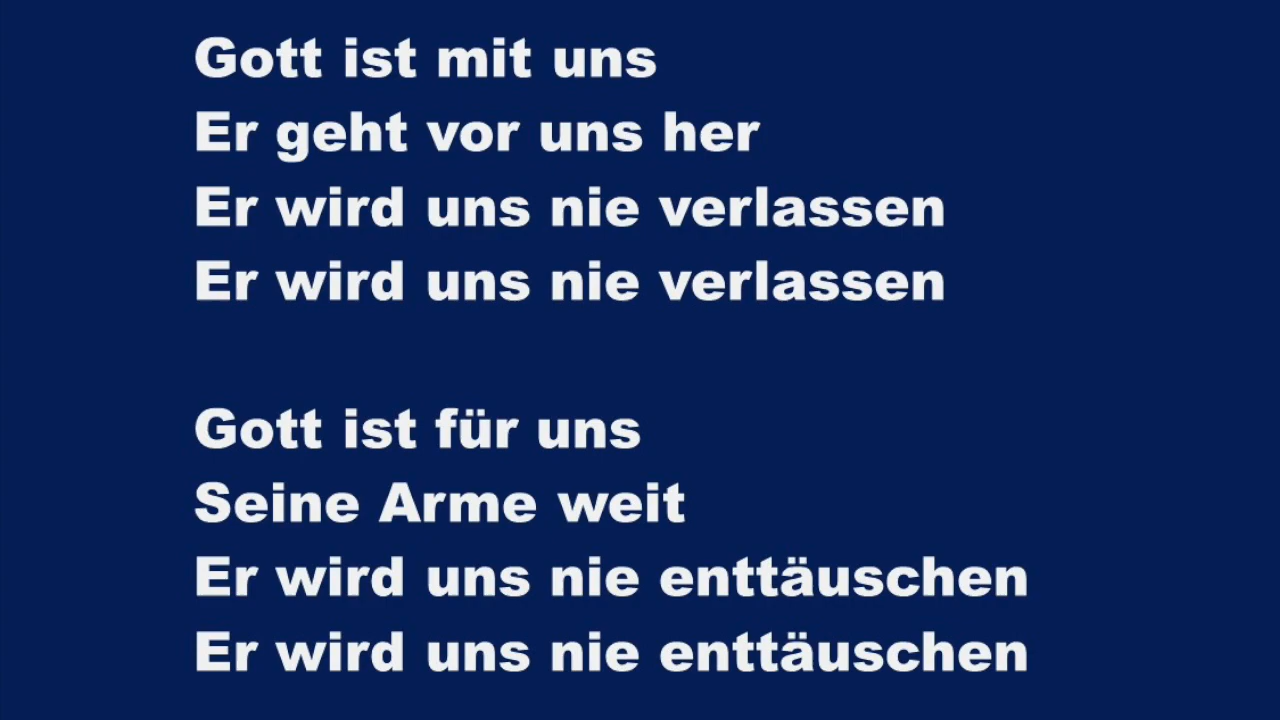 Gott ist mit uns
Er geht vor uns her
Er wird uns nie verlassen
Er wird uns nie verlassen
Gott ist für uns
Seine Arme weit
Er wird uns nie enttäuschen
Er wird uns nie enttäuschen